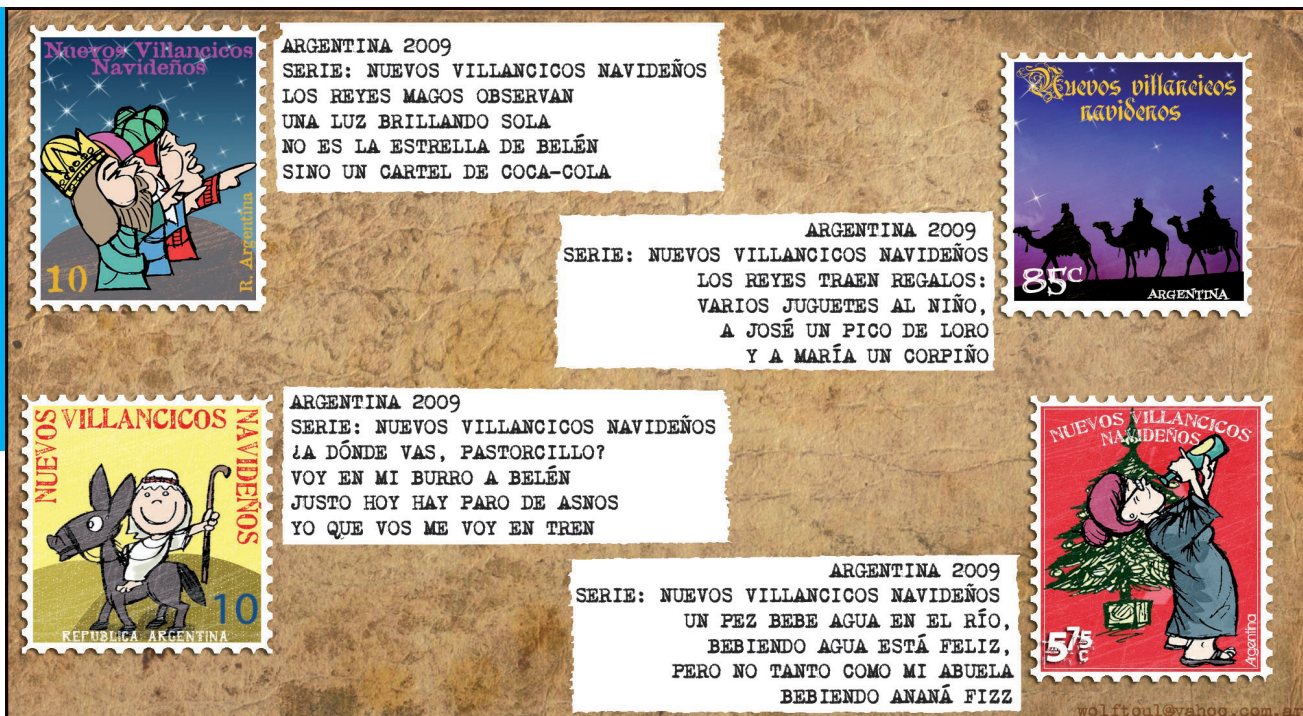 Nuevos Villancicos
Navideños
10
R. Argentina
ARGENTINA 2009
SERIE: NUEVOS VILLANCICOS NAVIDEÑOS
LOS REYES MAGOS OBSERVAN
UNA LUZ BRILLANDO SOLA
NO ES LA ESTRELLA DE BELÉN
SINO UN CARTEL DE COCA-COLA
Nuevos villancicos
navidenos
85c
ARGENTINA
ARGENTINA 2009
SERIE: NUEVOS VILLANCICOS NAVIDEÑOS
LOS REYES TRAEN REGALOS:
VARIOS JUGUETES AL NIÑO,
A JOSÉ UN PICO DE LORO
Y A MARÍA UN CORPIÑO
NUEVOS VILLANCICOS NAVIDEÑOS
10
REPUBLICA ARGENTINA
ARGENTINA 2009
SERIE: NUEVOS VILLANCICOS NAVIDEÑOS
¿A DÓNDE VAS, PASTORCILLO?
VOY EN MI BURRO A BELÉN
JUSTO HOY HAY PARO DE ASNOS
YO QUE VOS ME VOY EN TREN
NUEVOS VILLANCICOS
NAVIDEÑOS
575c
Argentina
ARGENTINA 2009
SERIE: NUEVOS VILLANCICOS NAVIDEÑOS
UN PEZ BEBE AGUA EN EL RÍO,
BEBIENDO AGUA ESTÁ FELIZ,
PERO NO TANTO COMO MI ABUELA
BEBIENDO ANANÁ FIZZ
wolftoul@yahoo.com.ar